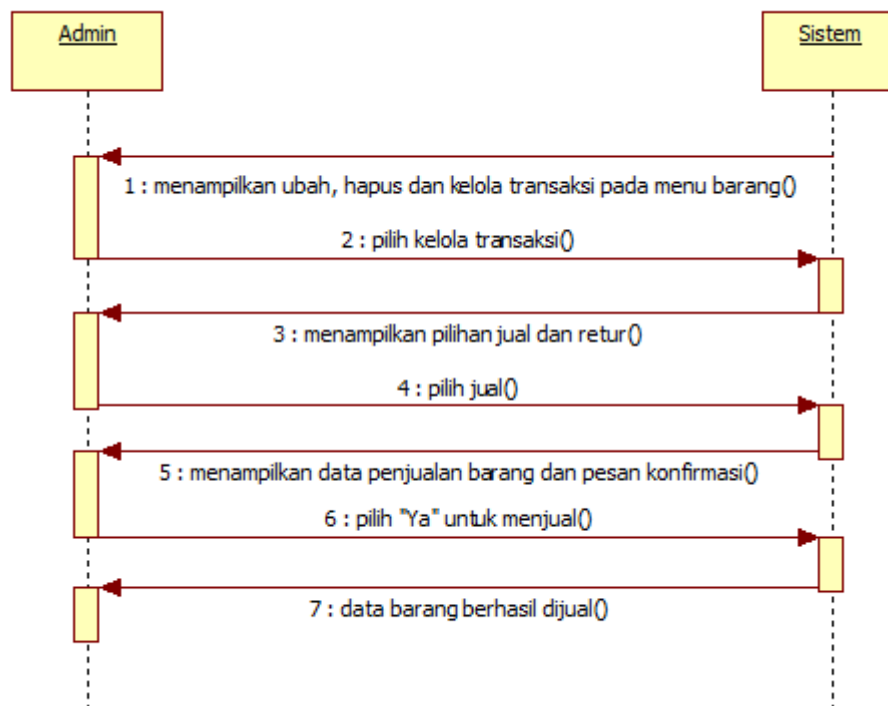 Admin
Sistem
1 : menampilkan ubah, hapus dan kelola transaksi pada menu barang()
2 : pilih kelola transaksi()
3 : menampilkan pilihan jual dan retur()
4 : pilih jual()
5 : menampilkan data penjualan barang dan pesan konfirmasi()
6 : pilih "Ya" untuk menjual()
7 : data barang berhasil dijual()